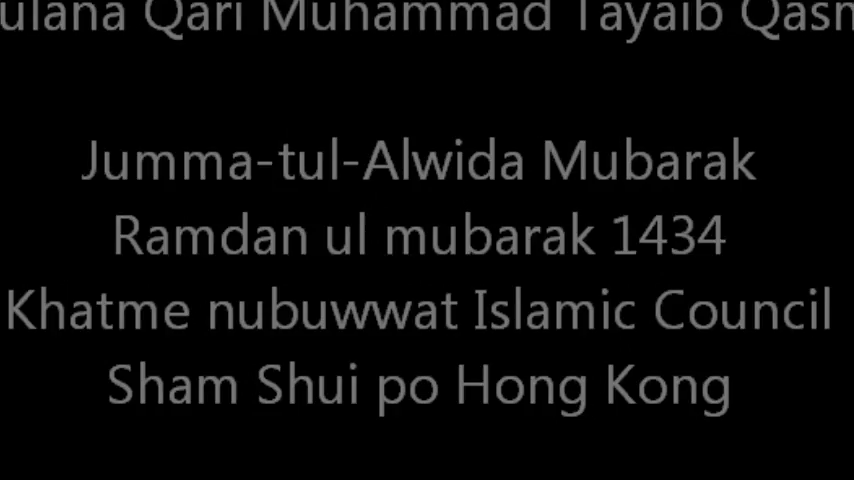 Qari Muhammad Tayaib
Jumma-tul-Alwida Mubarak
Ramdan ul mubarak 1434
Khatme nubuwwat Islamic Council
Sham Shui po Hong Kong